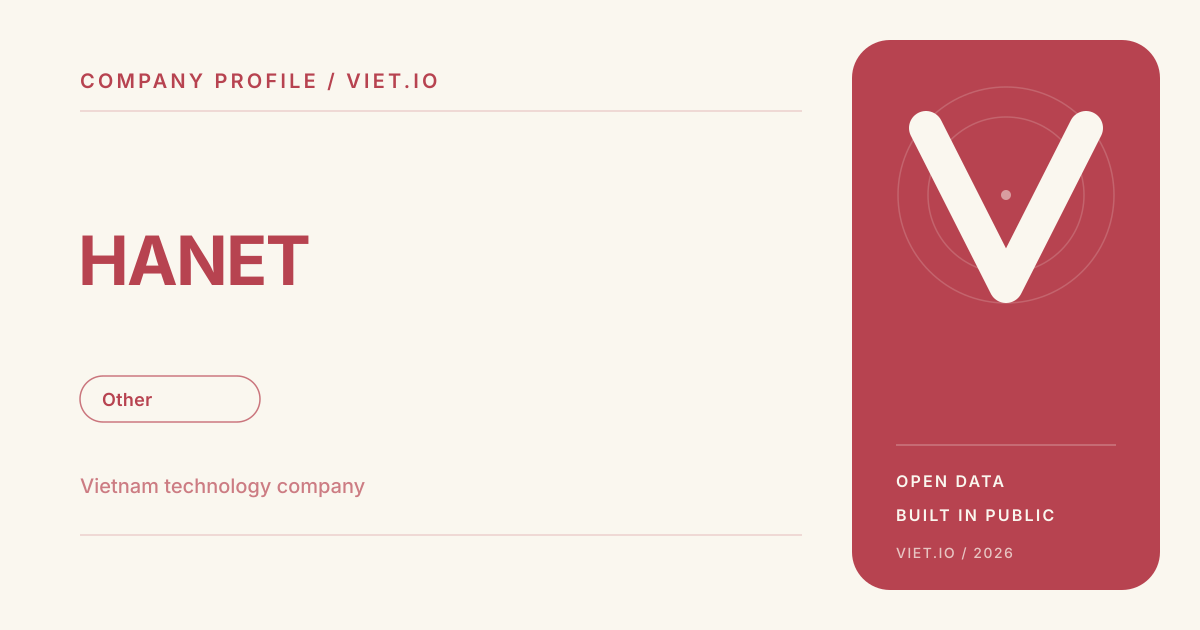 COMPANY PROFILE / VIET.IO
HANET
Other
Vietnam technology company
OPEN DATA
BUILT IN PUBLIC
VIET.IO / 2026